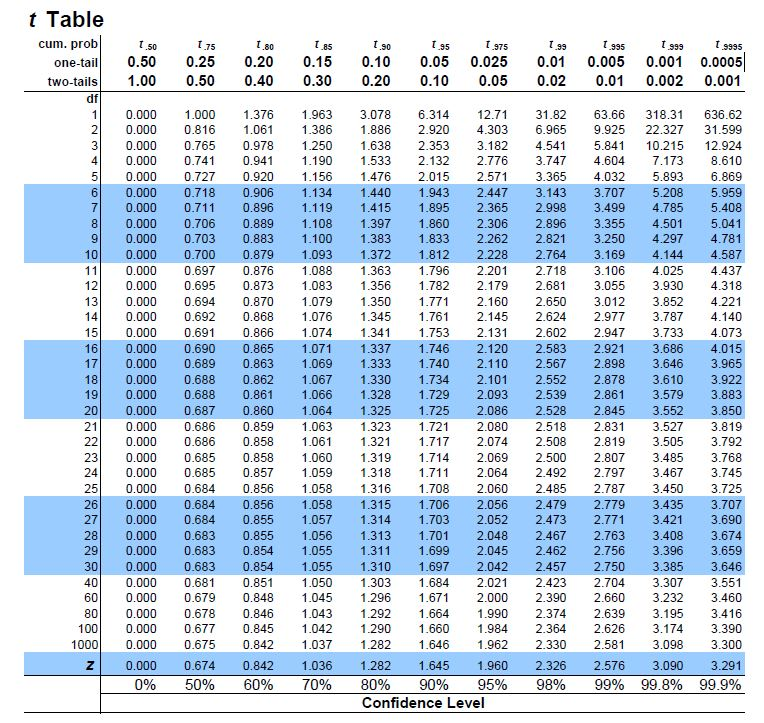 t Table
cum. prob t .50 t .75 t .80 t .85 t .90 t .95 t .975 t .99 t .995 t .999 t .9995
one-tail 0.50 0.25 0.20 0.15 0.10 0.05 0.025 0.01 0.005 0.001 0.0005
two-tails 1.00 0.50 0.40 0.30 0.20 0.10 0.05 0.02 0.01 0.002 0.001
df
1 0.000 1.000 1.376 1.963 3.078 6.314 12.71 31.82 63.66 318.31 636.62
2 0.000 0.816 1.061 1.386 1.886 2.920 4.303 6.965 9.925 22.327 31.599
3 0.000 0.765 0.978 1.250 1.638 2.353 3.182 4.541 5.841 10.215 12.924
4 0.000 0.741 0.941 1.190 1.533 2.132 2.776 3.747 4.604 7.173 8.610
5 0.000 0.727 0.920 1.156 1.476 2.015 2.571 3.365 4.032 5.893 6.869
6 0.000 0.718 0.906 1.134 1.440 1.943 2.447 3.143 3.707 5.208 5.959
7 0.000 0.711 0.896 1.119 1.415 1.895 2.365 2.998 3.499 4.785 5.408
8 0.000 0.706 0.889 1.108 1.397 1.860 2.306 2.896 3.355 4.501 5.041
9 0.000 0.703 0.883 1.100 1.383 1.833 2.262 2.821 3.250 4.297 4.781
10 0.000 0.700 0.879 1.093 1.372 1.812 2.228 2.764 3.169 4.144 4.587
11 0.000 0.697 0.876 1.088 1.363 1.796 2.201 2.718 3.106 4.025 4.437
12 0.000 0.695 0.873 1.083 1.356 1.782 2.179 2.681 3.055 3.930 4.318
13 0.000 0.694 0.870 1.079 1.350 1.771 2.160 2.650 3.012 3.852 4.221
14 0.000 0.692 0.868 1.076 1.345 1.761 2.145 2.624 2.977 3.787 4.140
15 0.000 0.691 0.866 1.074 1.341 1.753 2.131 2.602 2.947 3.733 4.073
16 0.000 0.690 0.865 1.071 1.337 1.746 2.120 2.583 2.921 3.686 4.015
17 0.000 0.689 0.863 1.069 1.333 1.740 2.110 2.567 2.898 3.646 3.965
18 0.000 0.688 0.862 1.067 1.330 1.734 2.101 2.552 2.878 3.610 3.922
19 0.000 0.688 0.861 1.066 1.328 1.729 2.093 2.539 2.861 3.579 3.883
20 0.000 0.687 0.860 1.064 1.325 1.725 2.086 2.528 2.845 3.552 3.850
21 0.000 0.686 0.859 1.063 1.323 1.721 2.080 2.518 2.831 3.527 3.819
22 0.000 0.686 0.858 1.061 1.321 1.717 2.074 2.508 2.819 3.505 3.792
23 0.000 0.685 0.858 1.060 1.319 1.714 2.069 2.500 2.807 3.485 3.768
24 0.000 0.685 0.857 1.059 1.318 1.711 2.064 2.492 2.797 3.467 3.745
25 0.000 0.684 0.856 1.058 1.316 1.708 2.060 2.485 2.787 3.450 3.725
26 0.000 0.684 0.856 1.058 1.315 1.706 2.056 2.479 2.779 3.435 3.707
27 0.000 0.684 0.855 1.057 1.314 1.703 2.052 2.473 2.771 3.421 3.690
28 0.000 0.683 0.855 1.056 1.313 1.701 2.048 2.467 2.763 3.408 3.674
29 0.000 0.683 0.854 1.055 1.311 1.699 2.045 2.462 2.756 3.396 3.659
30 0.000 0.683 0.854 1.055 1.310 1.697 2.042 2.457 2.750 3.385 3.646
40 0.000 0.681 0.851 1.050 1.303 1.684 2.021 2.423 2.704 3.307 3.551
60 0.000 0.679 0.848 1.045 1.296 1.671 2.000 2.390 2.660 3.232 3.460
80 0.000 0.678 0.846 1.043 1.292 1.664 1.990 2.374 2.639 3.195 3.416
100 0.000 0.677 0.845 1.042 1.290 1.660 1.984 2.364 2.626 3.174 3.390
1000 0.000 0.675 0.842 1.037 1.282 1.646 1.962 2.330 2.581 3.098 3.300
z 0.000 0.674 0.842 1.036 1.282 1.645 1.960 2.326 2.576 3.090 3.291
0% 50% 60% 70% 80% 90% 95% 98% 99% 99.8% 99.9%
Confidence Level